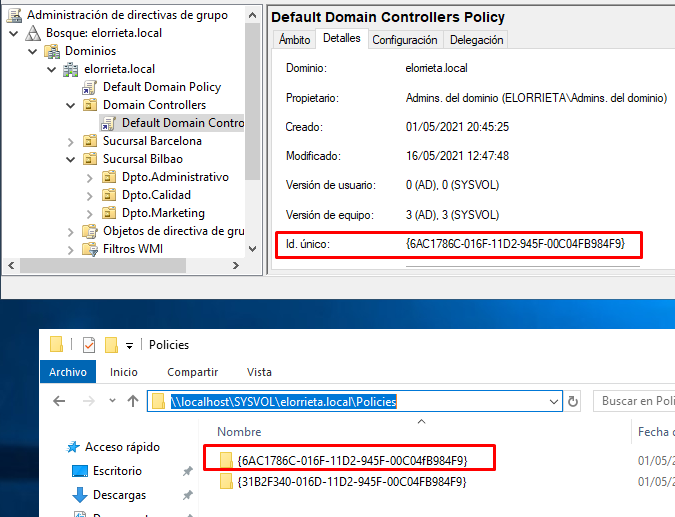 Administración de directivas de grupo
Bosque: elorrieta.local
Dominios
elorrieta.local
Default Domain Policy
Domain Controllers
Default Domain Contro
Sucursal Barcelona
Sucursal Bilbao
Dpto.Administrativo
Dpto.Calidad
Dpto.Marketing
Objetos de directiva de gru
Filtros WMI
Default Domain Controllers Policy
Ámbito Detalles Configuración Delegación
Dominio: elorrieta.local
Propietario: Admins. del dominio (ELORRIETA\Admins. del dominio)
Creado: 01/05/2021 20:45:25
Modificado: 16/05/2021 12:47:48
Versión de usuario: 0 (AD), 0 (SYSVOL)
Versión de equipo: 3 (AD), 3 (SYSVOL)
Id. único: {6AC1786C-016F-11D2-945F-00C04FB984F9}
Policies
Archivo Inicio Compartir Vista
\\localhost\SYSVOL\elorrieta.local\Policies
Buscar en Poli
Nombre
Fecha d
Acceso rápido
Escritorio
Descargas
{6AC1786C-016F-11D2-945F-00C04fB984F9} 01/05/2
{31B2F340-016D-11D2-945F-00C04FB984F9} 01/05/2